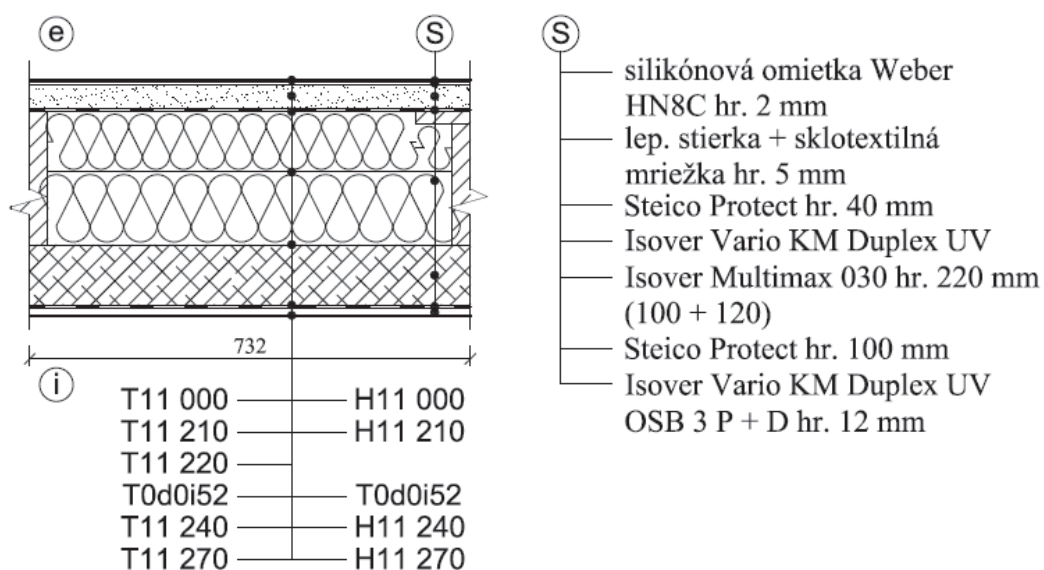 e
S
732
i
T11 000 H11 000
T11 210 H11 210
T11 220
T0d0i52 T0d0i52
T11 240 H11 240
T11 270 H11 270
S
silikónová omietka Weber
HN8C hr. 2 mm
lep. stierka + sklotextilná
mriežka hr. 5 mm
Steico Protect hr. 40 mm
Isover Vario KM Duplex UV
Isover Multimax 030 hr. 220 mm
(100 + 120)
Steico Protect hr. 100 mm
Isover Vario KM Duplex UV
OSB 3 P + D hr. 12 mm